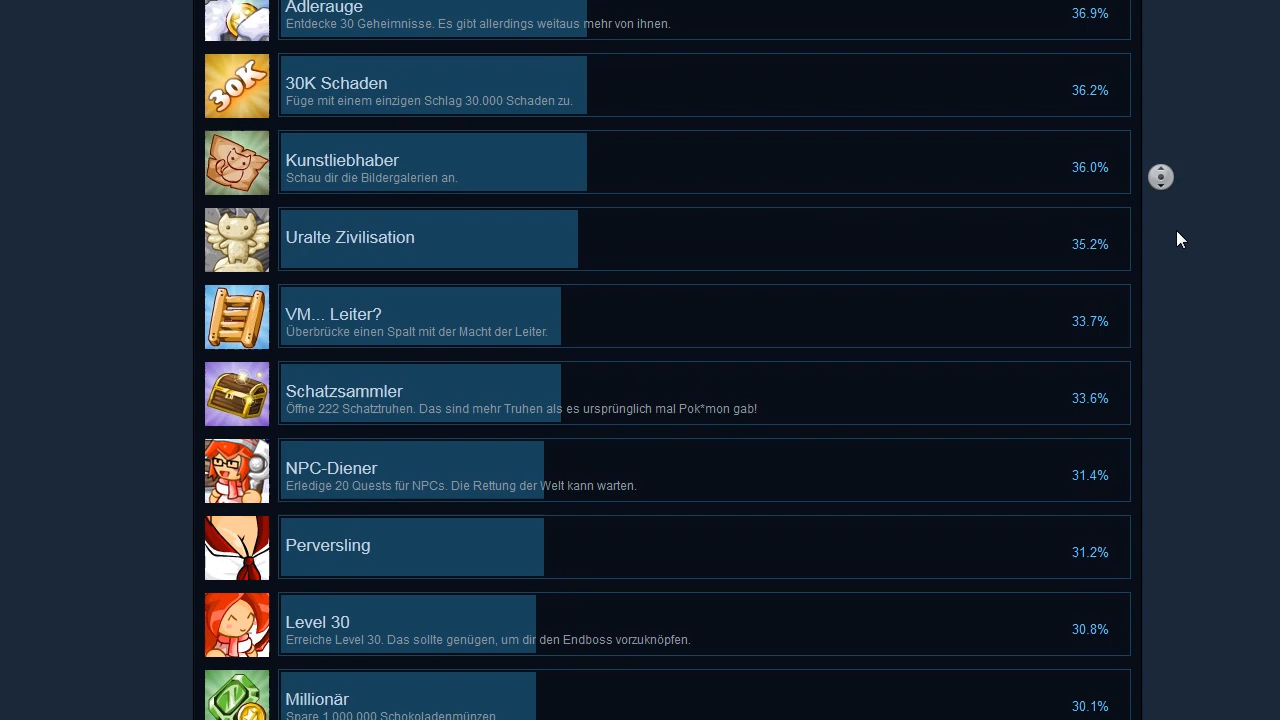 Adlerauge
Entdecke 30 Geheimnisse. Es gibt allerdings weitaus mehr von ihnen.
36.9%
30K
30K Schaden
Füge mit einem einzigen Schlag 30.000 Schaden zu.
36.2%
Kunstliebhaber
Schau dir die Bildergalerien an.
36.0%
Uralte Zivilisation
35.2%
VM... Leiter?
Überbrücke einen Spalt mit der Macht der Leiter.
33.7%
Schatzsammler
Öffne 222 Schatztruhen. Das sind mehr Truhen als es ursprünglich mal Pok*mon gab!
33.6%
NPC-Diener
Erledige 20 Quests für NPCs. Die Rettung der Welt kann warten.
31.4%
Perversling
31.2%
Level 30
Erreiche Level 30. Das sollte genügen, um dir den Endboss vorzuknöpfen.
30.8%
Millionär
Spare 1.000.000 Schokoladenmünzen.
30.1%